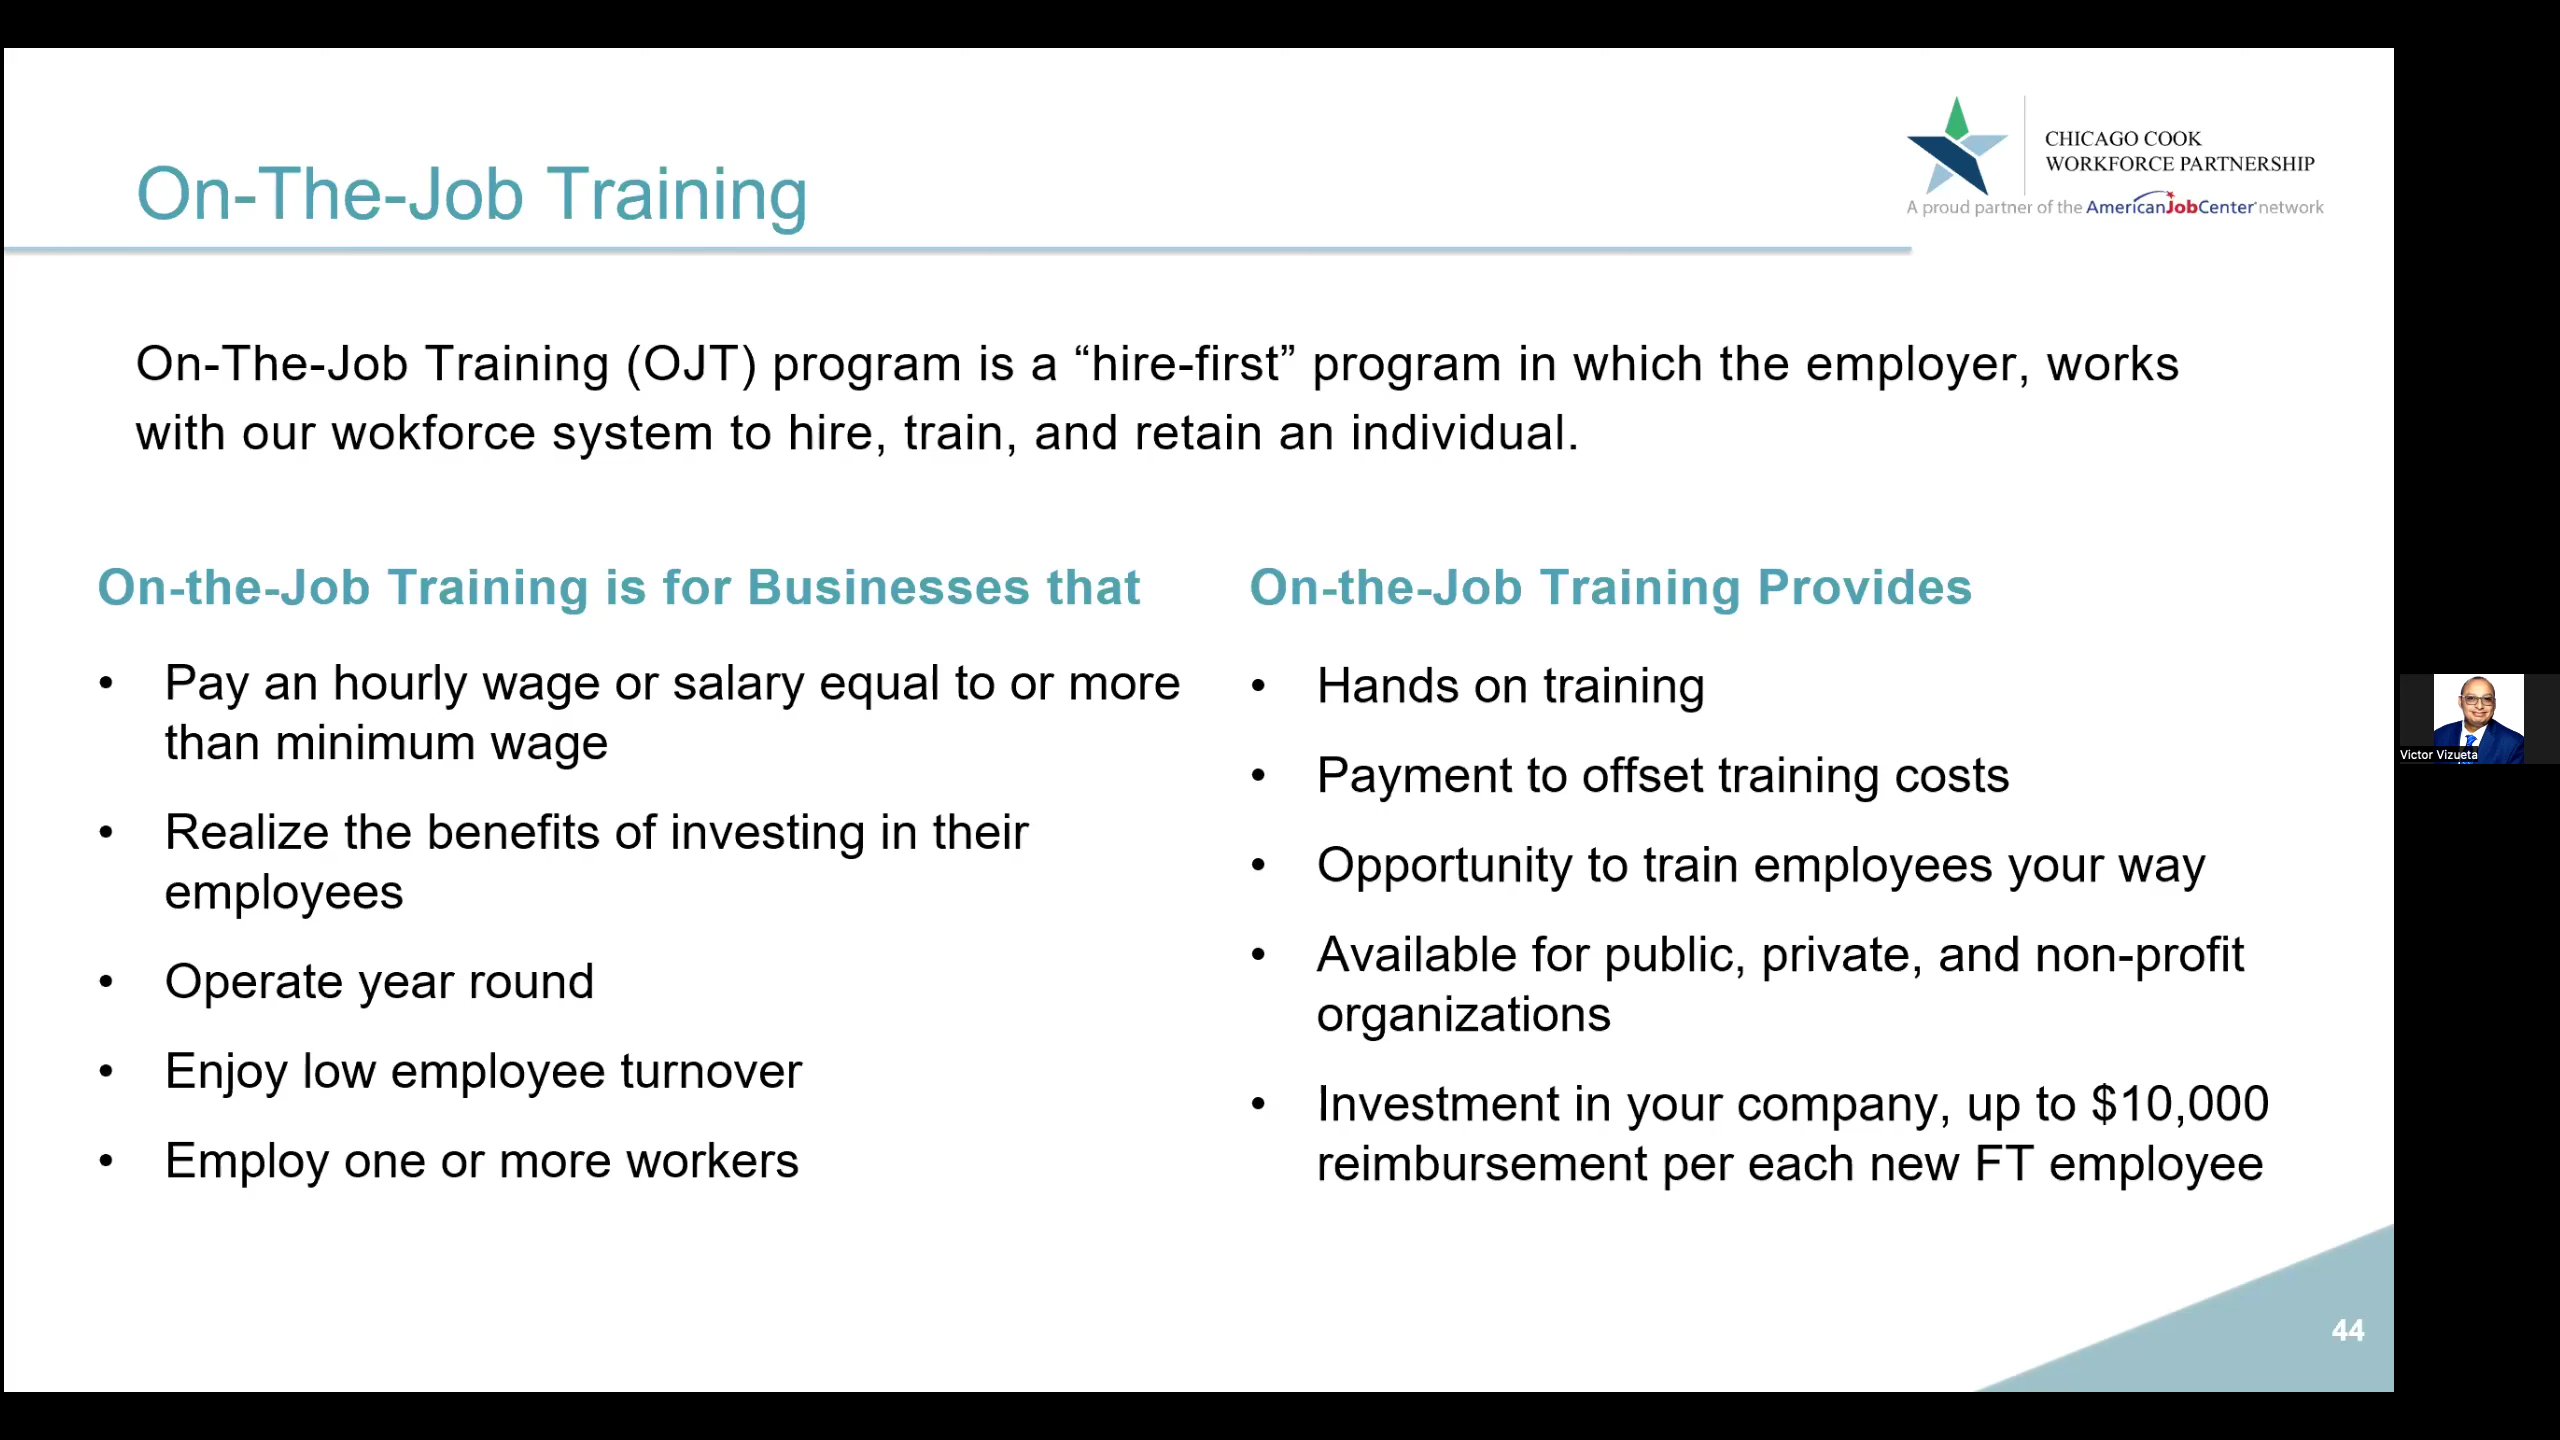 CHICAGO COOK
WORKFORCE PARTNERSHIP
A proud partner of the AmericanJobCenter network
On-The-Job Training
On-The-Job Training (OJT) program is a “hire-first” program in which the employer, works
with our wokforce system to hire, train, and retain an individual.
On-the-Job Training is for Businesses that
• Pay an hourly wage or salary equal to or more
than minimum wage
• Realize the benefits of investing in their
employees
• Operate year round
• Enjoy low employee turnover
• Employ one or more workers
On-the-Job Training Provides
• Hands on training
• Payment to offset training costs
• Opportunity to train employees your way
• Available for public, private, and non-profit
organizations
• Investment in your company, up to $10,000
reimbursement per each new FT employee
44
Victor Vizueta